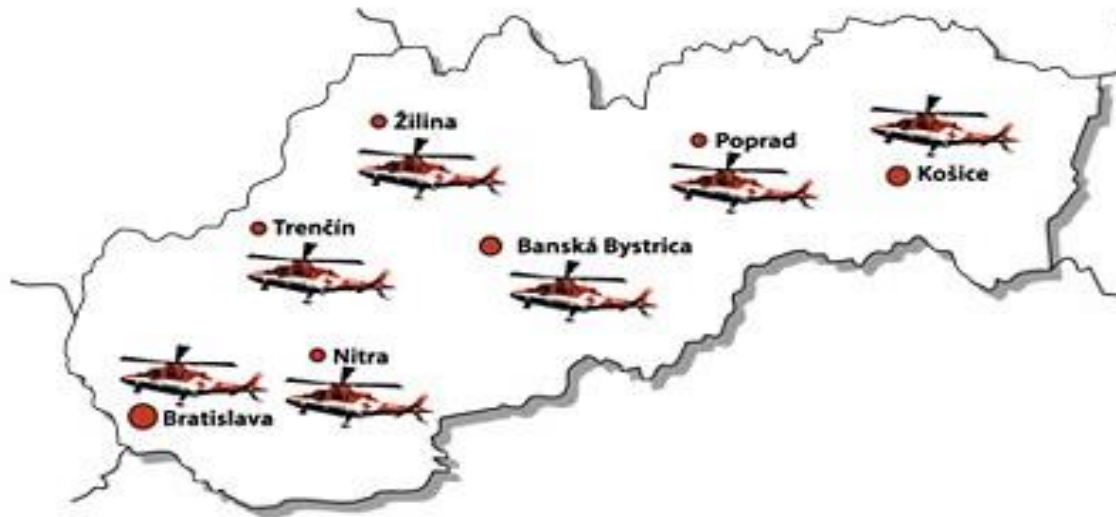 Žilina
Poprad
Košice
Trenčín
Banská Bystrica
Nitra
Bratislava